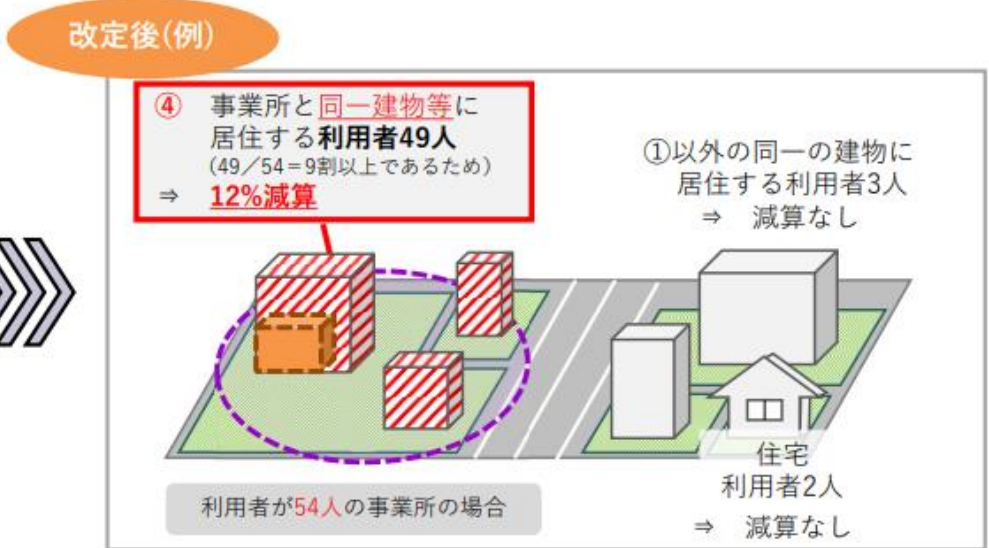 改定後(例)
④ 事業所と同一建物等に
居住する利用者49人
(49／54＝9割以上であるため)
⇒ 12%減算
①以外の同一の建物に
居住する利用者3人
⇒ 減算なし
住宅
利用者2人
⇒ 減算なし
利用者が54人の事業所の場合